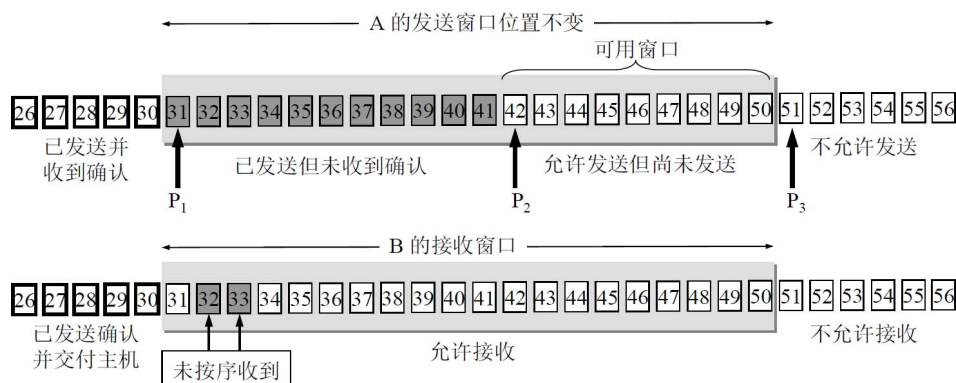 A 的发送窗口位置不变
可用窗口
26 27 28 29 30 31 32 33 34 35 36 37 38 39 40 41 42 43 44 45 46 47 48 49 50 51 52 53 54 55 56
已发送并
收到确认
已发送但未收到确认
允许发送但尚未发送
不允许发送
P1
P2
P3
B 的接收窗口
26 27 28 29 30 31 32 33 34 35 36 37 38 39 40 41 42 43 44 45 46 47 48 49 50 51 52 53 54 55 56
已发送确认
并交付主机
允许接收
不允许接收
未按序收到